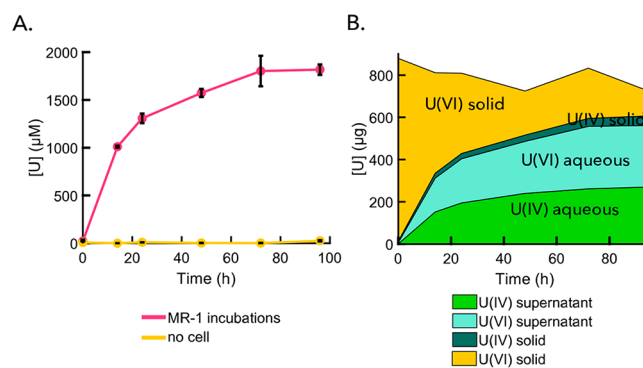 A.
B.
2000
1500
1000
500
0
[U] (µM)
0
20
40
60
80
100
Time (h)
MR-1 incubations
no cell
800
600
400
200
0
[U] (µg)
U(VI) solid
U(IV) solid
U(VI) aqueous
U(IV) aqueous
0
20
40
60
80
Time (h)
U(IV) supernatant
U(VI) supernatant
U(IV) solid
U(VI) solid